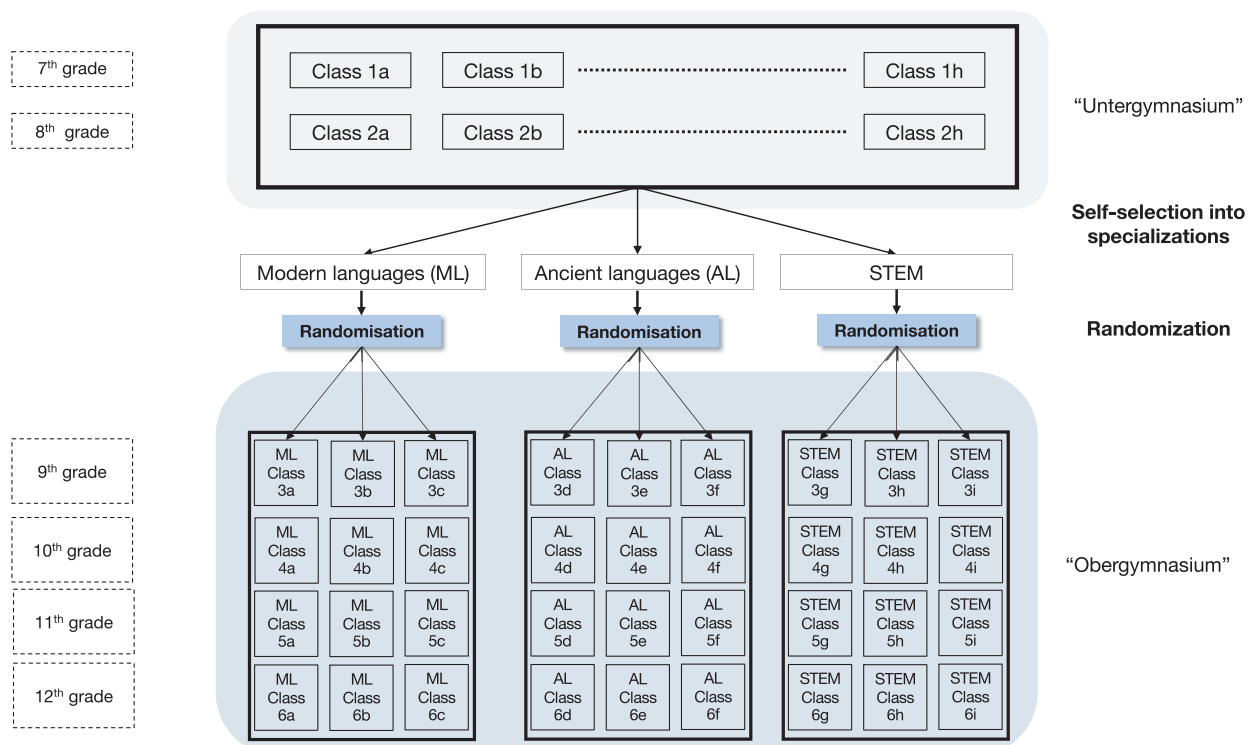 7th grade
Class 1a
Class 1b
Class 1h
“Untergymnasium”
8th grade
Class 2a
Class 2b
Class 2h
Self-selection into
specializations
Modern languages (ML)
Ancient languages (AL)
STEM
Randomisation
Randomisation
Randomisation
Randomization
9th grade
ML
Class
3a
ML
Class
3b
ML
Class
3c
AL
Class
3d
AL
Class
3e
AL
Class
3f
STEM
Class
3g
STEM
Class
3h
STEM
Class
3i
10th grade
ML
Class
4a
ML
Class
4b
ML
Class
4c
AL
Class
4d
AL
Class
4e
AL
Class
4f
STEM
Class
4g
STEM
Class
4h
STEM
Class
4i
“Obergymnasium”
11th grade
ML
Class
5a
ML
Class
5b
ML
Class
5c
AL
Class
5d
AL
Class
5e
AL
Class
5f
STEM
Class
5g
STEM
Class
5h
STEM
Class
5i
12th grade
ML
Class
6a
ML
Class
6b
ML
Class
6c
AL
Class
6d
AL
Class
6e
AL
Class
6f
STEM
Class
6g
STEM
Class
6h
STEM
Class
6i